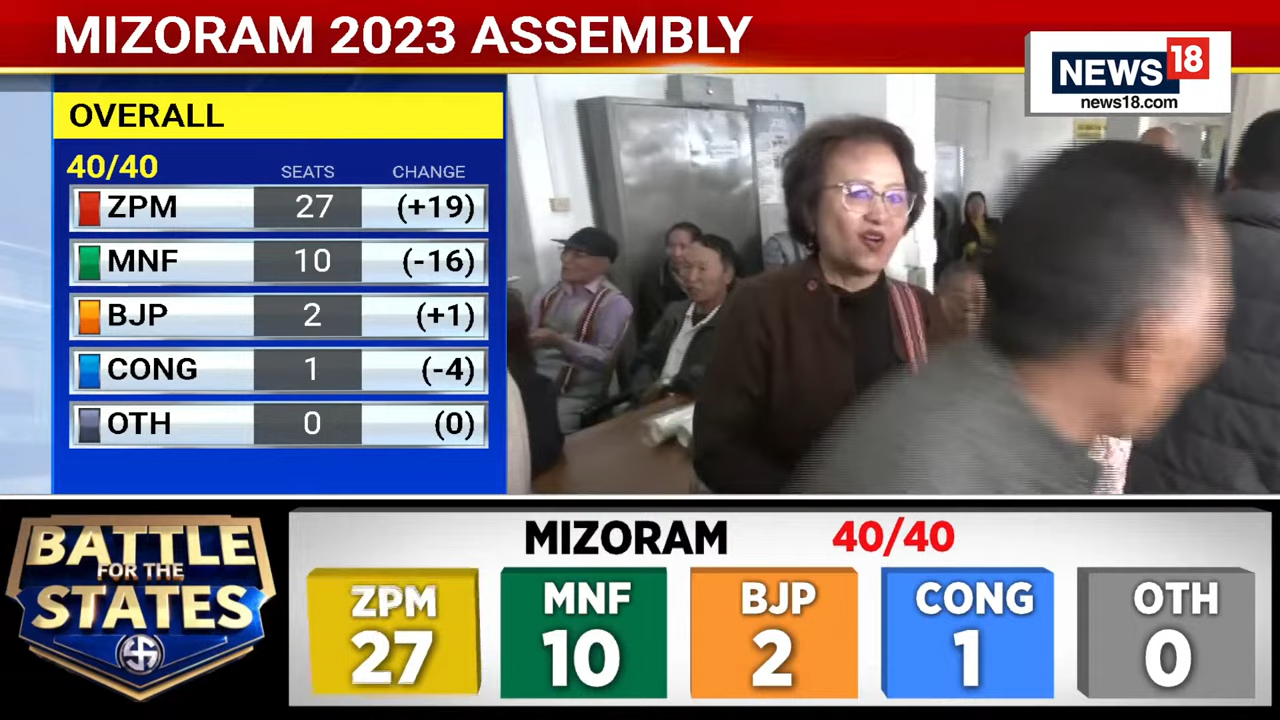 MIZORAM 2023 ASSEMBLY
NEWS 18
news18.com
OVERALL
40/40 SEATS CHANGE
ZPM 27 (+19)
MNF 10 (-16)
BJP 2 (+1)
CONG 1 (-4)
OTH 0 (0)
BATTLE
FOR THE
STATES
MIZORAM 40/40
ZPM MNF BJP CONG OTH
27 10 2 1 0